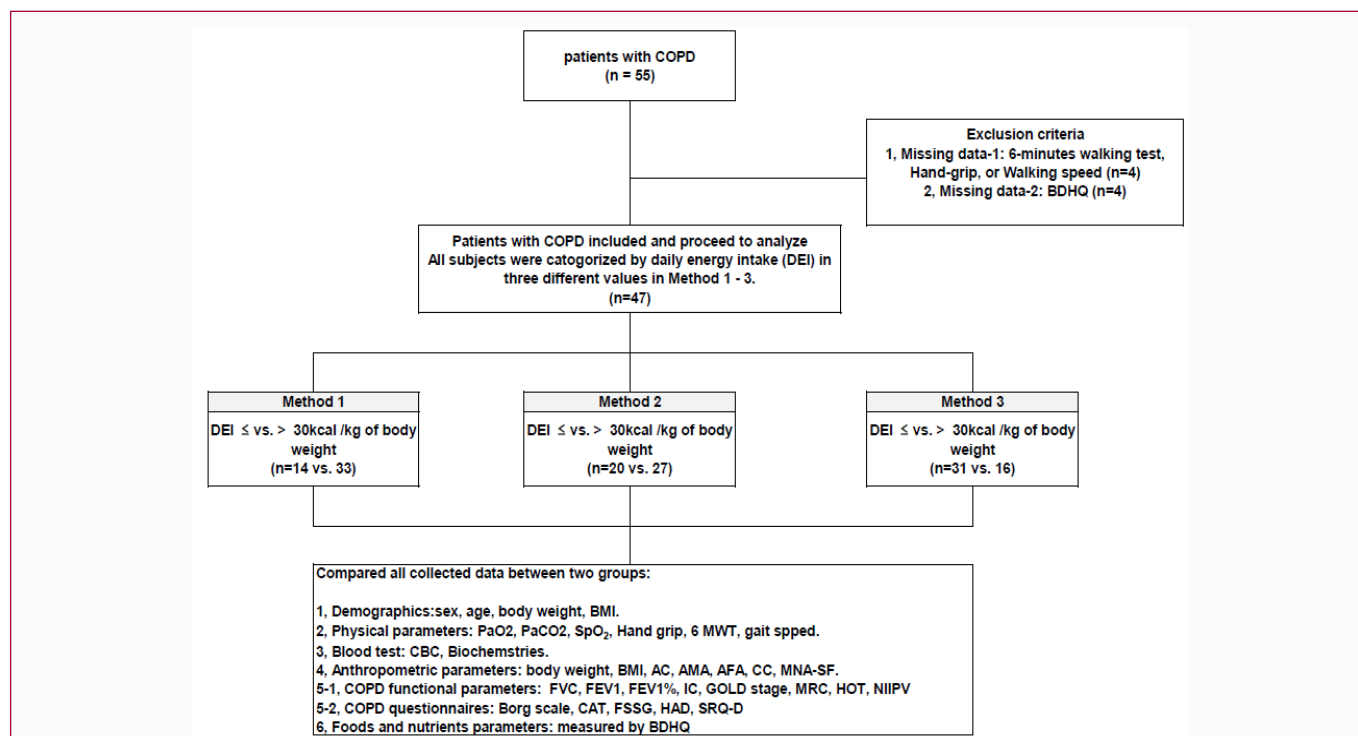 patients with COPD
(n = 55)
Exclusion criteria
1, Missing data-1: 6-minutes walking test,
Hand-grip, or Walking speed (n=4)
2, Missing data-2: BDHQ (n=4)
Patients with COPD included and proceed to analyze
All subjects were catogorized by daily energy intake (DEI) in
three different values in Method 1 - 3.
(n=47)
Method 1
DEI ≤ vs. > 30kcal /kg of body
weight
(n=14 vs. 33)
Method 2
DEI ≤ vs. > 30kcal /kg of body
weight
(n=20 vs. 27)
Method 3
DEI ≤ vs. > 30kcal /kg of body
weight
(n=31 vs. 16)
Compared all collected data between two groups:
1, Demographics:sex, age, body weight, BMI.
2, Physical parameters: PaO2, PaCO2, SpO₂, Hand grip, 6 MWT, gait spped.
3, Blood test: CBC, Biochemstries.
4, Anthropometric parameters: body weight, BMI, AC, AMA, AFA, CC, MNA-SF.
5-1, COPD functional parameters: FVC, FEV1, FEV1%, IC, GOLD stage, MRC, HOT, NIIPV
5-2, COPD questionnaires: Borg scale, CAT, FSSG, HAD, SRQ-D
6, Foods and nutrients parameters: measured by BDHQ